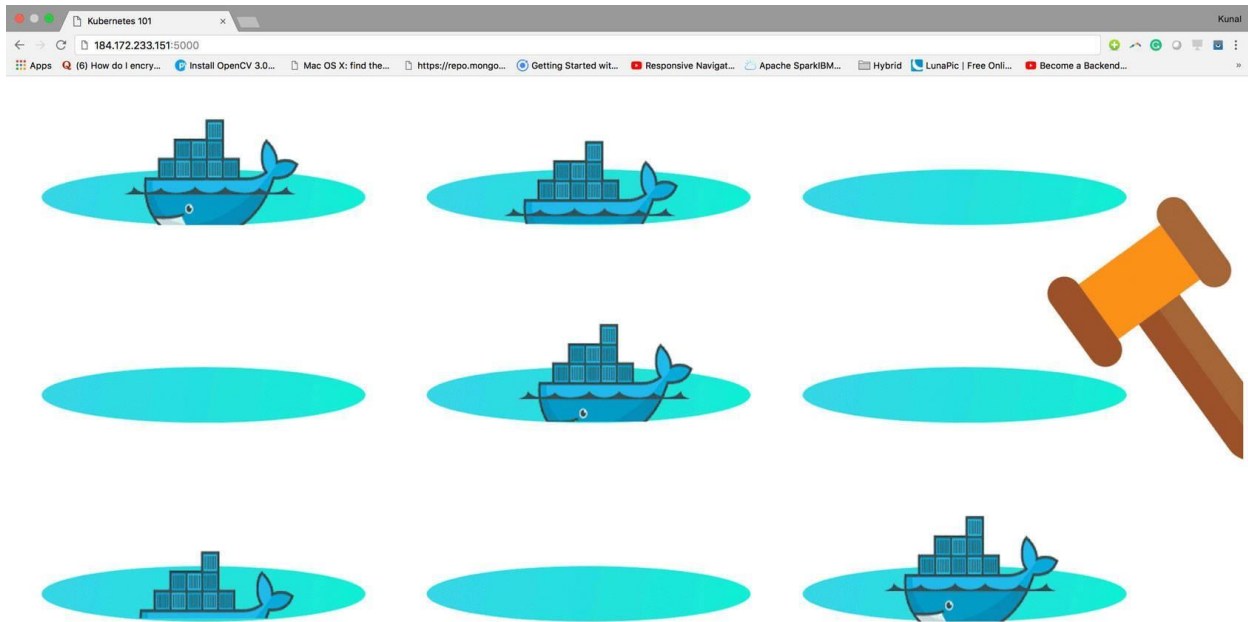 Kubernetes 101
Kunal
184.172.233.151:5000
Apps (6) How do I encry... Install OpenCV 3.0... Mac OS X: find the... https://repo.mongo... Getting Started wit... Responsive Navigat... Apache SparkIBM... Hybrid LunaPic | Free Onli... Become a Backend... »